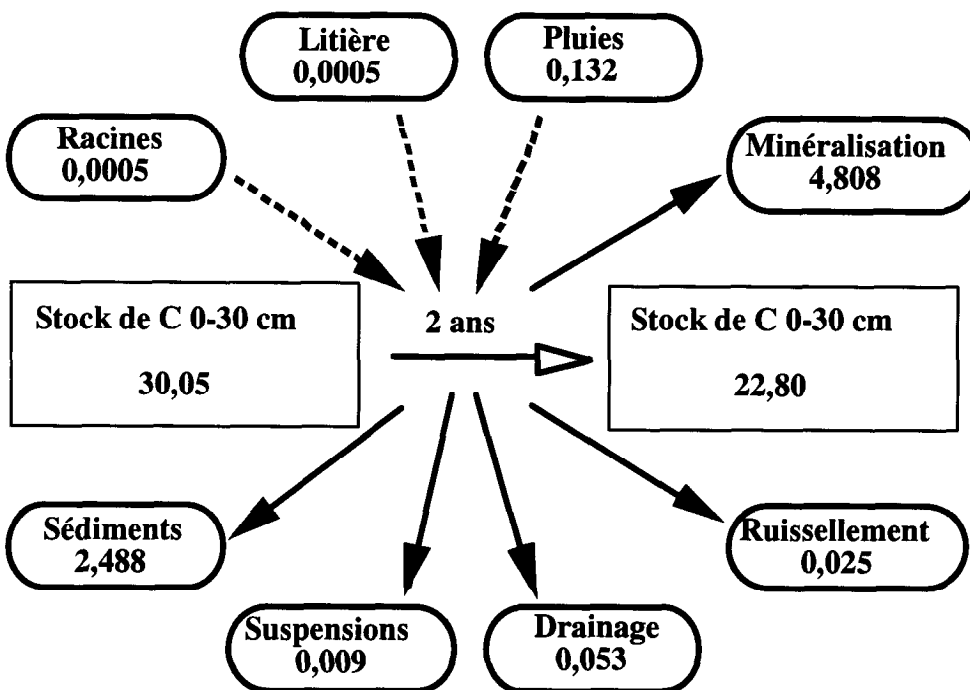 Litière
0,0005
Pluies
0,132
Racines
0,0005
Minéralisation
4,808
Stock de C 0-30 cm
30,05
2 ans
Stock de C 0-30 cm
22,80
Sédiments
2,488
Suspensions
0,009
Drainage
0,053
Ruissellement
0,025